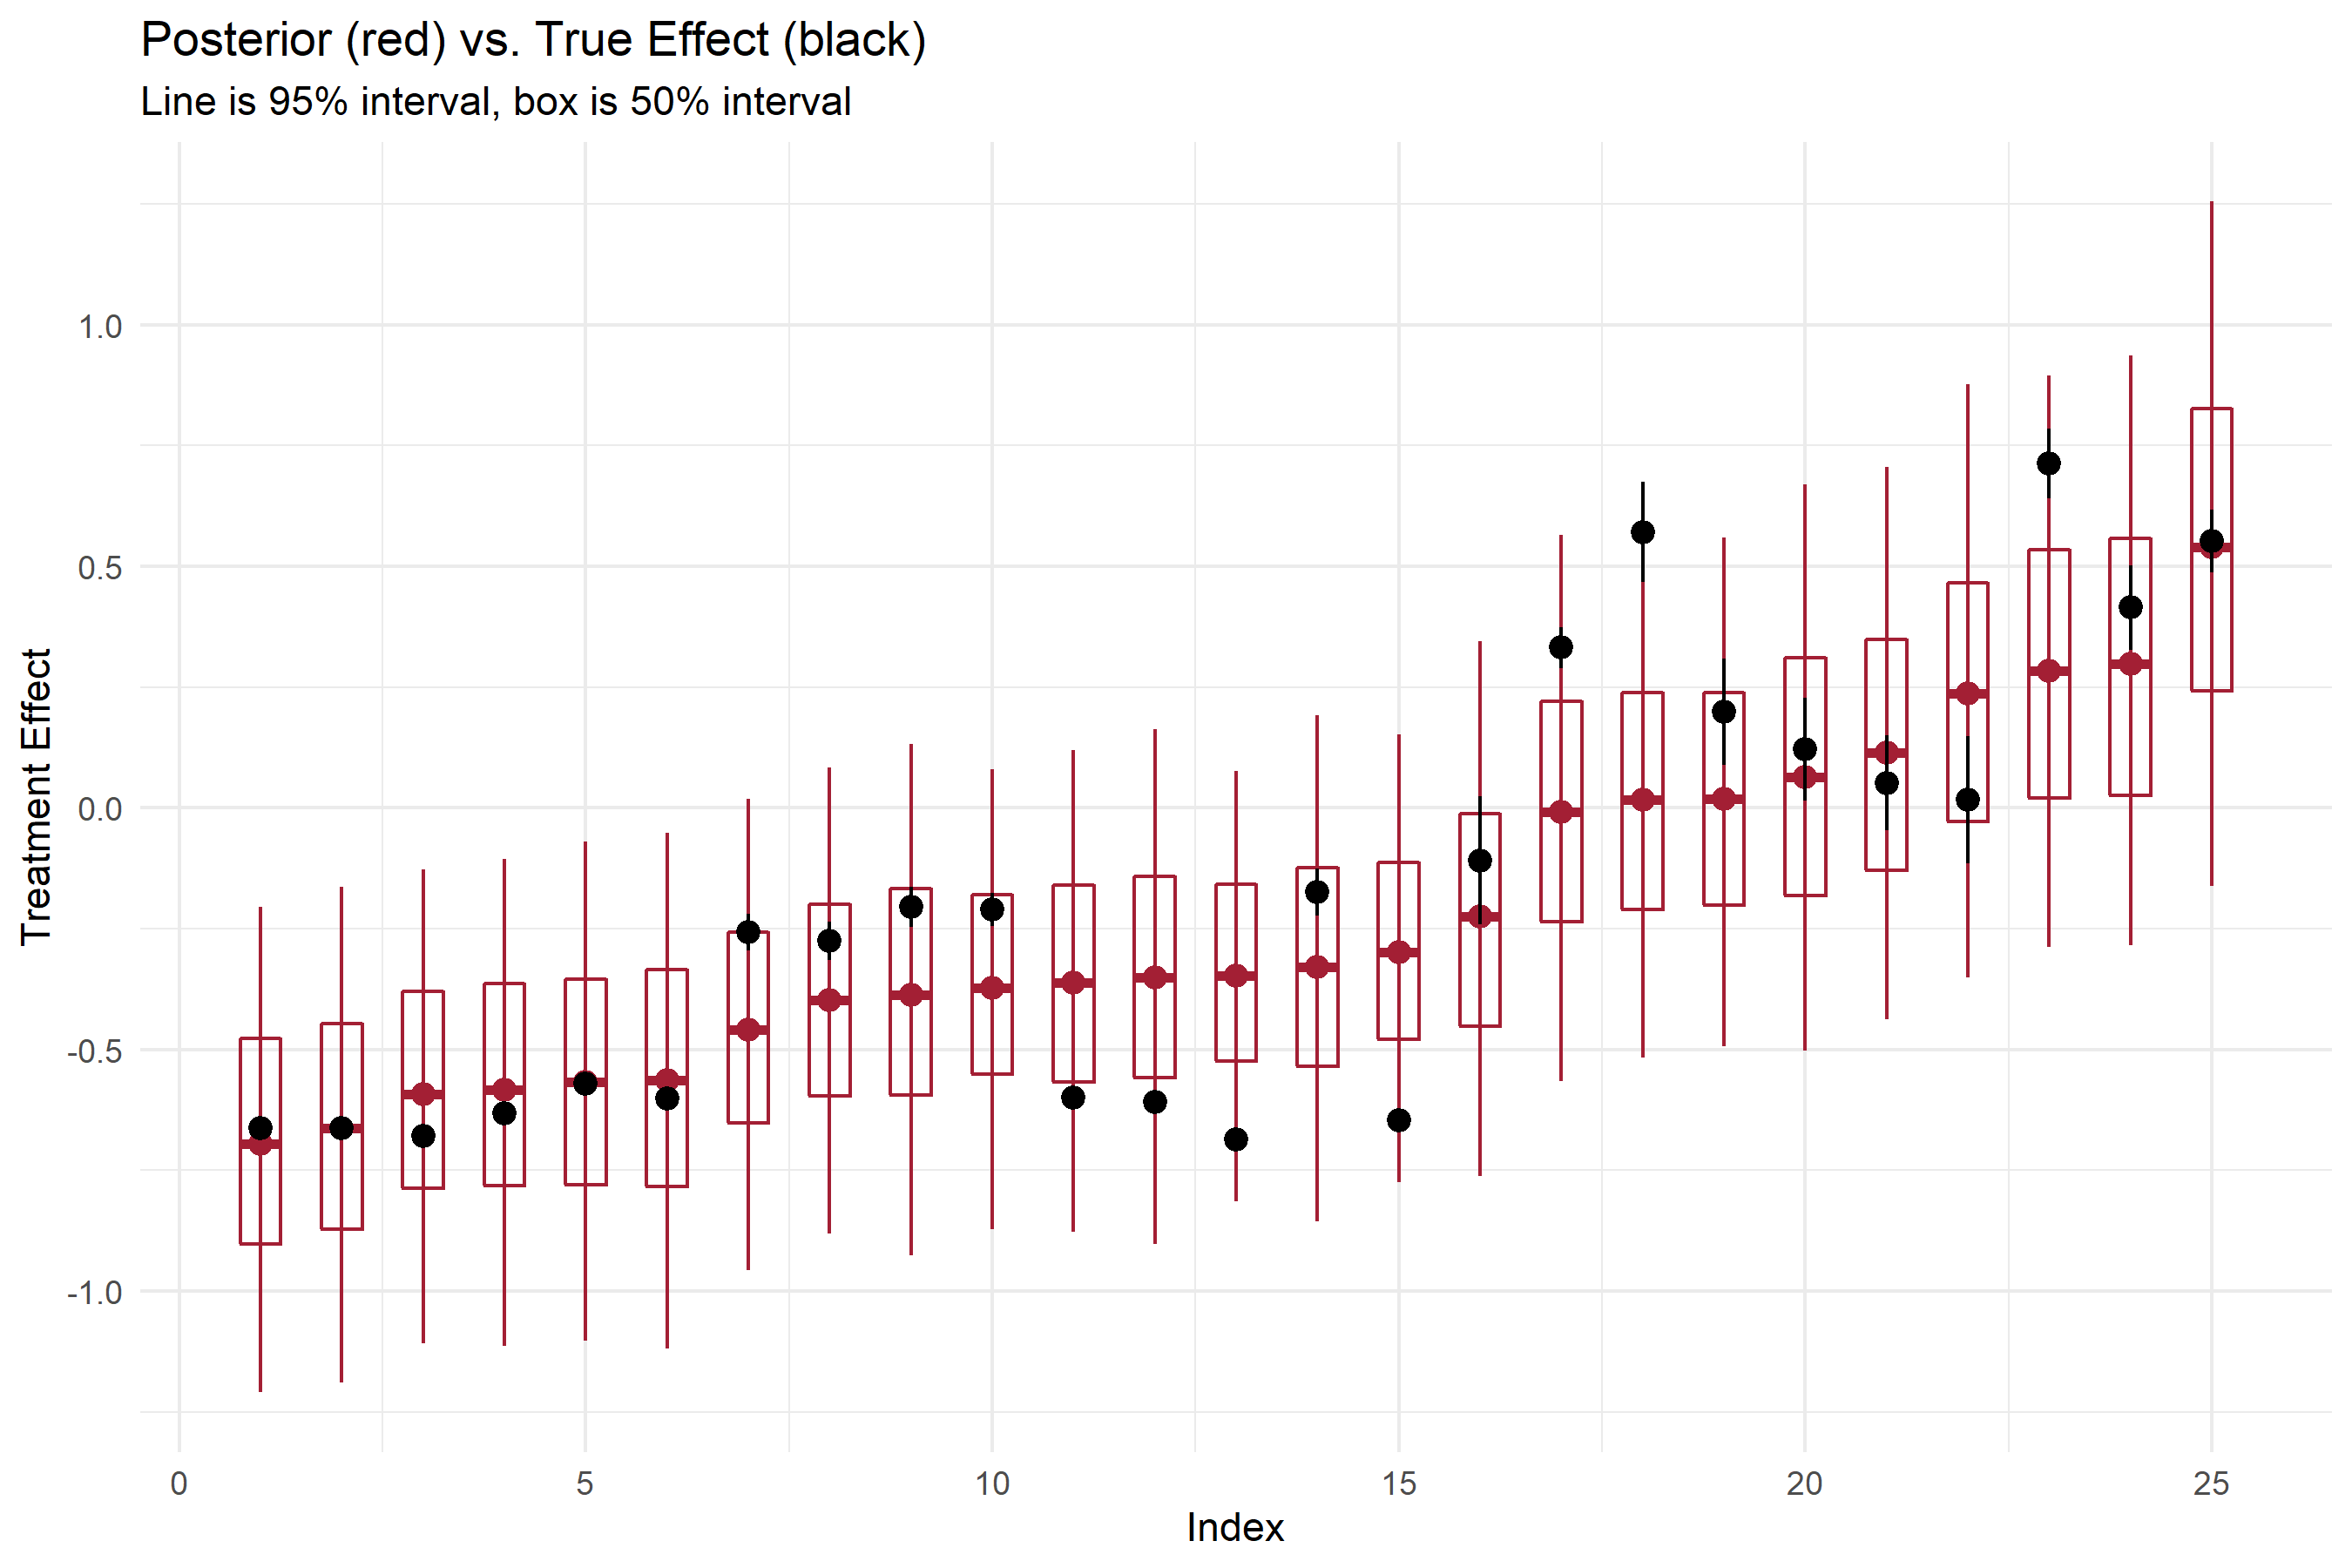 Posterior (red) vs. True Effect (black)
Line is 95% interval, box is 50% interval
Treatment Effect
1.0
0.5
0.0
-0.5
-1.0
0 5 10 15 20 25
Index